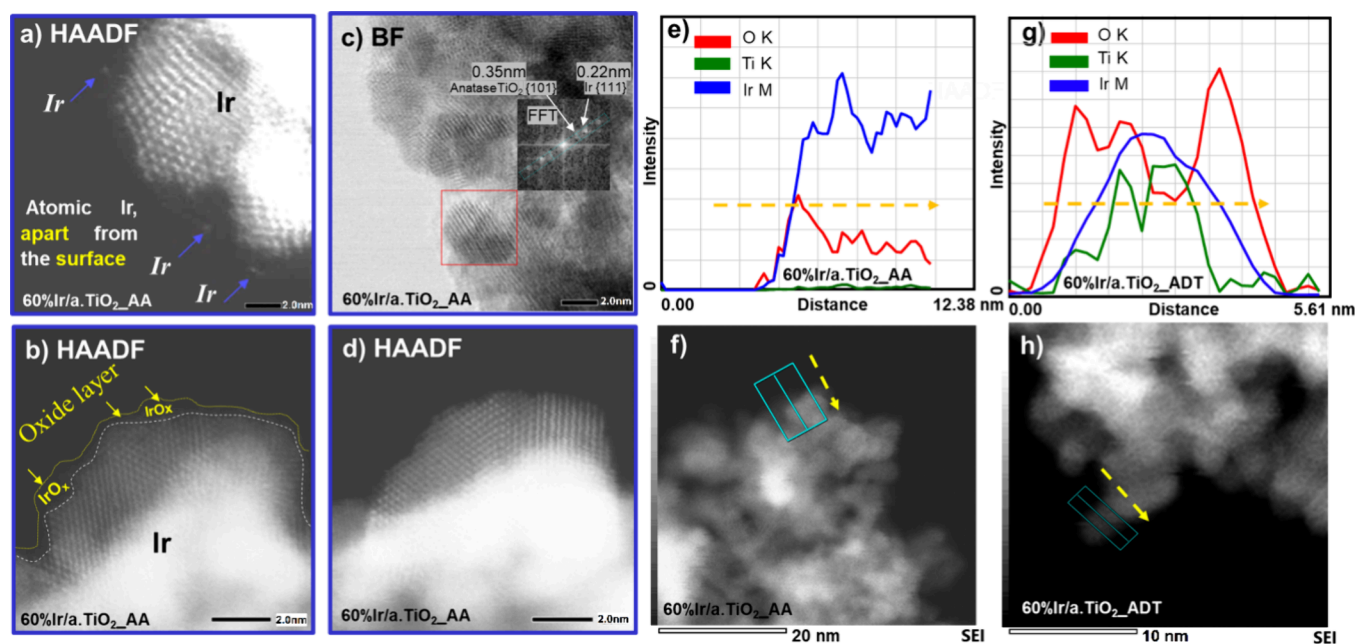 a) HAADF
Ir
Ir
Atomic Ir,
apart from
the surface
Ir
Ir
2.0nm
60%Ir/a.TiO2_AA
c) BF
0.35nm
0.22nm
Anatase TiO2 {101}
Ir {111}
FFT
60%Ir/a.TiO2_AA
2.0nm
e)
O K
Ti K
Ir M
Intensity
0
60%Ir/a.TiO2_AA
0.00
Distance
12.38 nm
g)
O K
Ti K
Ir M
Intensity
0
60%Ir/a.TiO2_ADT
0.00
Distance
5.61 nm
b) HAADF
Oxide layer
IrOx
IrOx
Ir
60%Ir/a.TiO2_AA
2.0nm
d) HAADF
60%Ir/a.TiO2_AA
2.0nm
f)
60%Ir/a.TiO2_AA
20 nm
SEI
h)
60%Ir/a.TiO2_ADT
10 nm
SEI